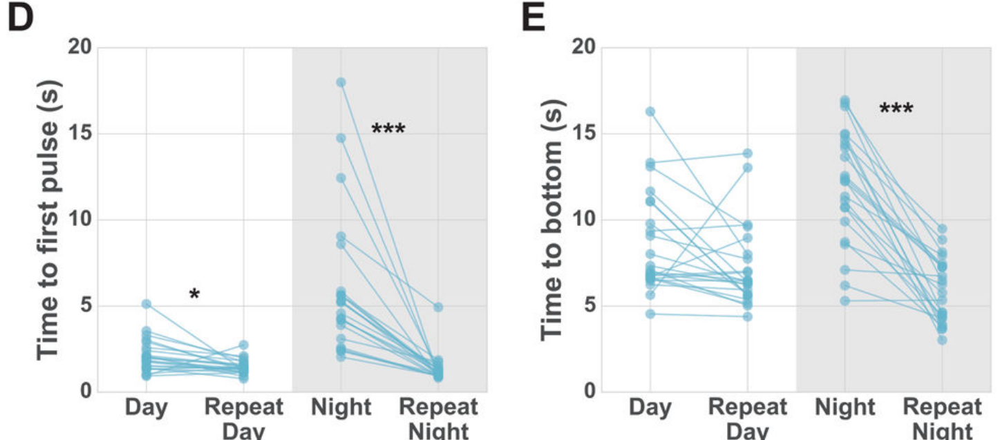 D
Time to first pulse (s)
20
15
10
5
0
*
***
Day
Repeat
Day
Night
Repeat
Night
E
Time to bottom (s)
20
15
10
5
0
***
Day
Repeat
Day
Night
Repeat
Night